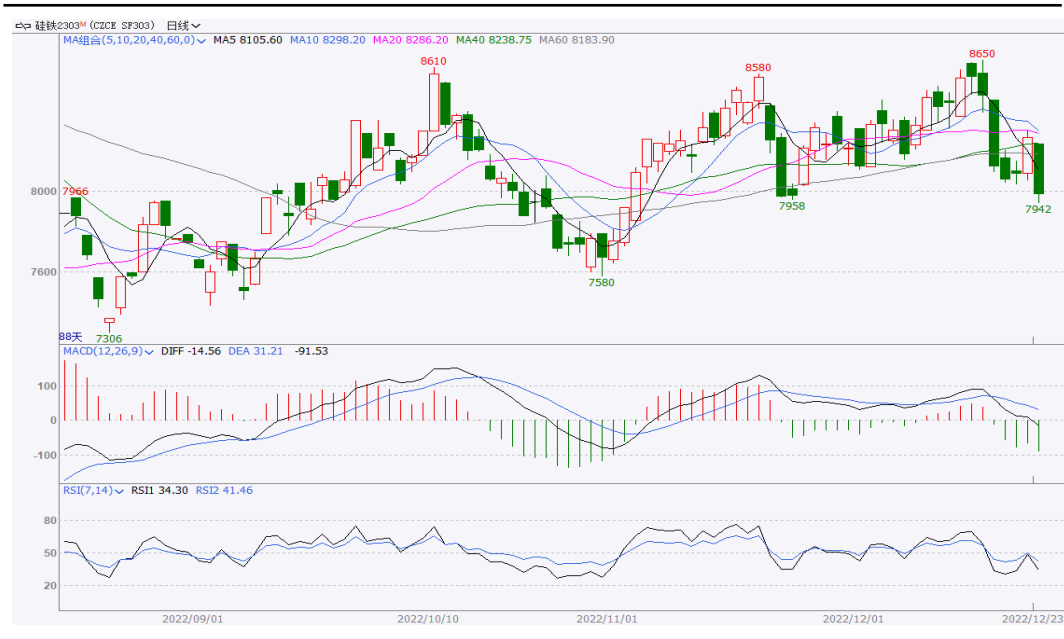 硅铁2303ᴹ (CZCE SF303) 日线
MA组合(5,10,20,40,60,0) MA5 8105.60 MA10 8298.20 MA20 8286.20 MA40 8238.75 MA60 8183.90
8650
8610
8580
8000 7966
7958
7942
7600
7580
88天 7306
MACD(12,26,9) DIFF -14.56 DEA 31.21 -91.53
100
0
-100
RSI(7,14) RSI1 34.30 RSI2 41.46
80
50
20
2022/09/01 2022/10/10 2022/11/01 2022/12/01 2022/12/23